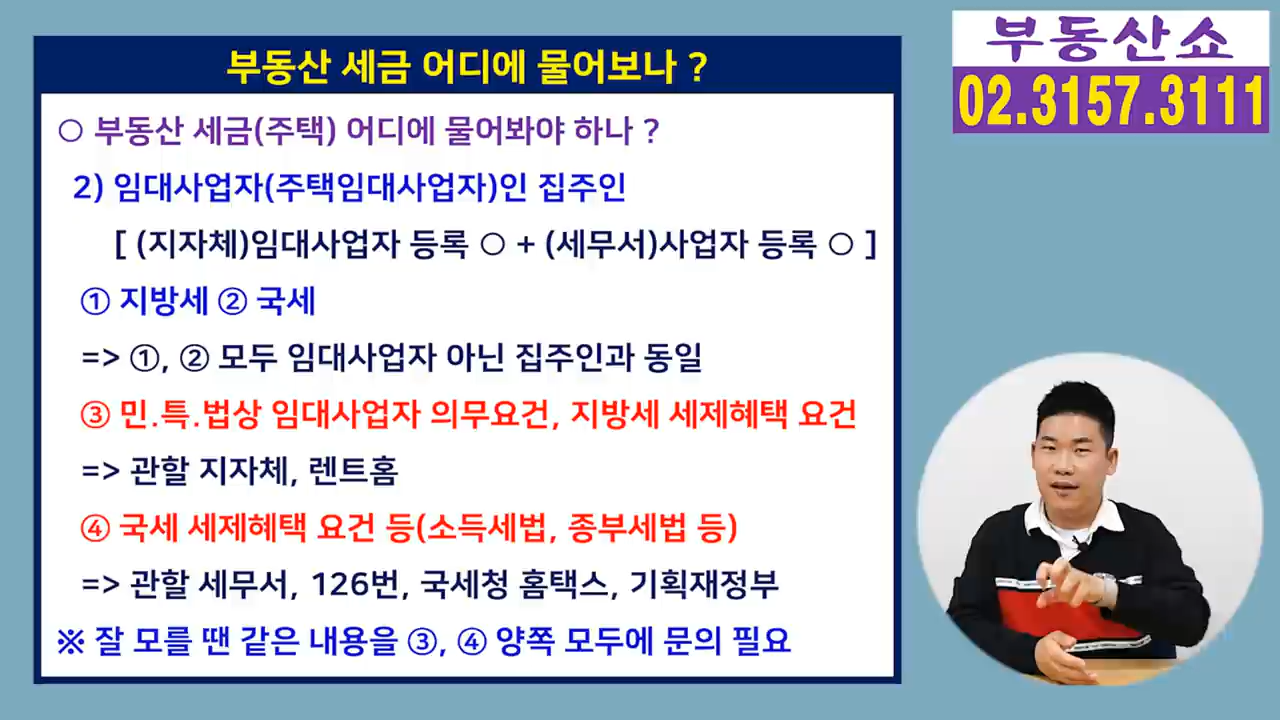 부동산쇼
02.3157.3111
부동산 세금 어디에 물어보나 ?
○ 부동산 세금(주택) 어디에 물어봐야 하나 ?
2) 임대사업자(주택임대사업자)인 집주인
[ (지자체)임대사업자 등록 ○ + (세무서)사업자 등록 ○ ]
① 지방세 ② 국세
=> ①, ② 모두 임대사업자 아닌 집주인과 동일
③ 민.특.법상 임대사업자 의무요건, 지방세 세제혜택 요건
=> 관할 지자체, 렌트홈
④ 국세 세제혜택 요건 등(소득세법, 종부세법 등)
=> 관할 세무서, 126번, 국세청 홈택스, 기획재정부
※ 잘 모를 땐 같은 내용을 ③, ④ 양쪽 모두에 문의 필요